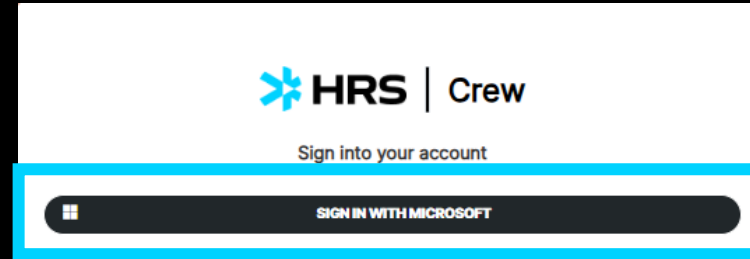 HRS | Crew
Sign into your account
SIGN IN WITH MICROSOFT